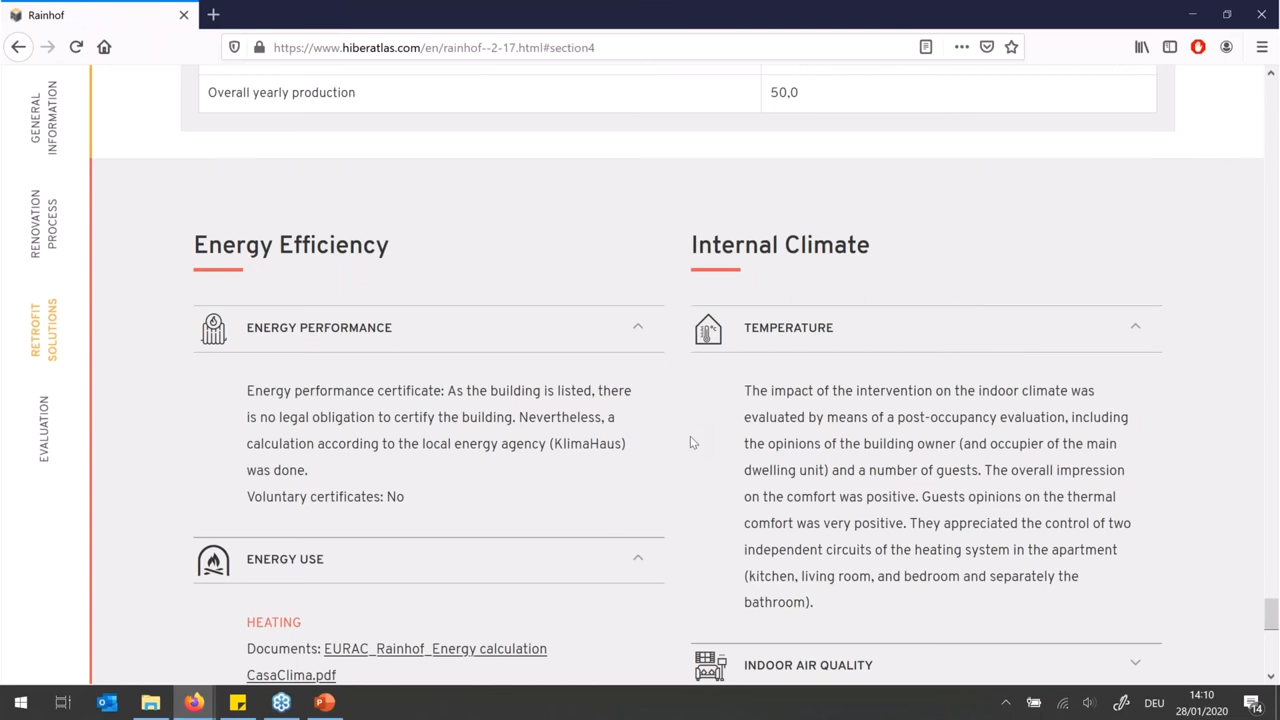 Rainhof
https://www.hiberatlas.com/en/rainhof--2-17.html#section4
GENERAL
INFORMATION
RENOVATION
PROCESS
RETROFIT
SOLUTIONS
EVALUATION
Overall yearly production
50,0
Energy Efficiency
ENERGY PERFORMANCE
Energy performance certificate: As the building is listed, there
is no legal obligation to certify the building. Nevertheless, a
calculation according to the local energy agency (KlimaHaus)
was done.
Voluntary certificates: No
ENERGY USE
HEATING
Documents: EURAC_Rainhof_Energy calculation
CasaClima.pdf
Internal Climate
°C
TEMPERATURE
The impact of the intervention on the indoor climate was
evaluated by means of a post-occupancy evaluation, including
the opinions of the building owner (and occupier of the main
dwelling unit) and a number of guests. The overall impression
on the comfort was positive. Guests opinions on the thermal
comfort was very positive. They appreciated the control of two
independent circuits of the heating system in the apartment
(kitchen, living room, and bedroom and separately the
bathroom).
INDOOR AIR QUALITY
DEU
14:10
28/01/2020
14